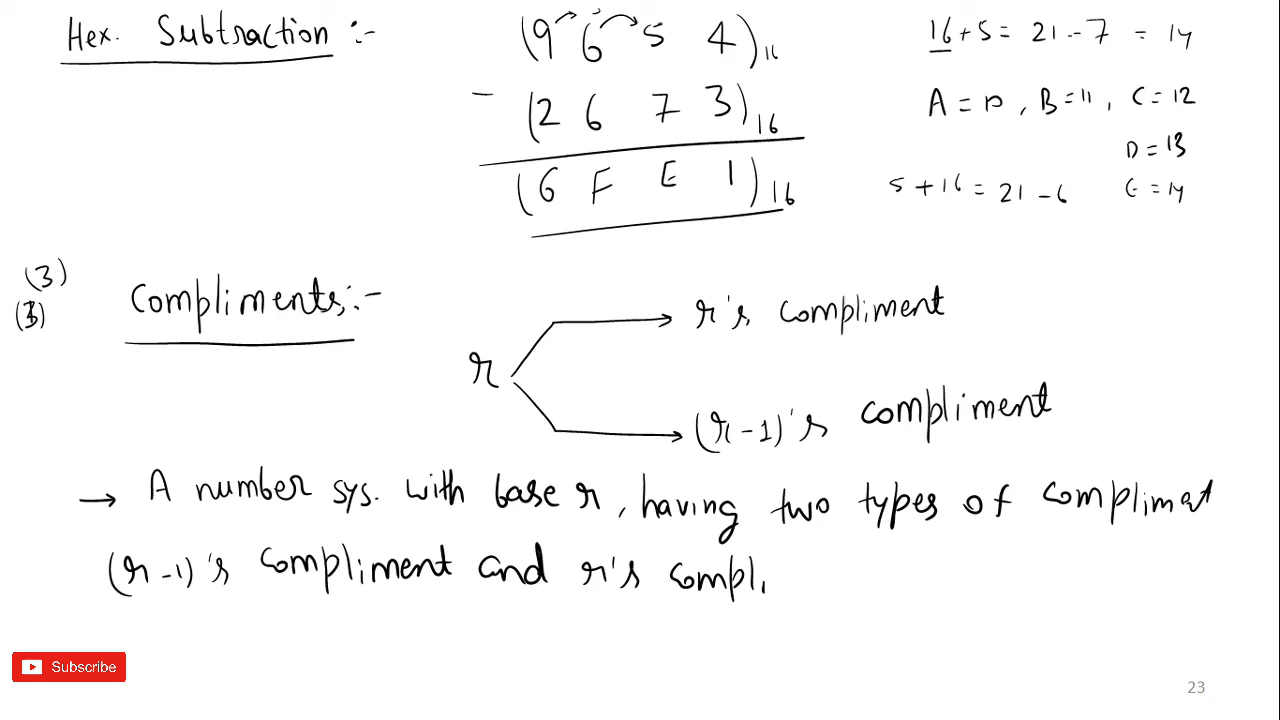 Hex. Subtraction :-
(9 6 5 4)16
- (2 6 7 3)16
(6 F E 1)16
16 + 5 = 21 - 7 = 14
A = 10, B = 11, C = 12
D = 13
5 + 16 = 21 - 6
E = 14
(3)
Compliments :-
r
r's compliment
(r-1)'s compliment
→ A number sys. with base r, having two types of complimat
(r-1)'s compliment and r's compl.
Subscribe
23